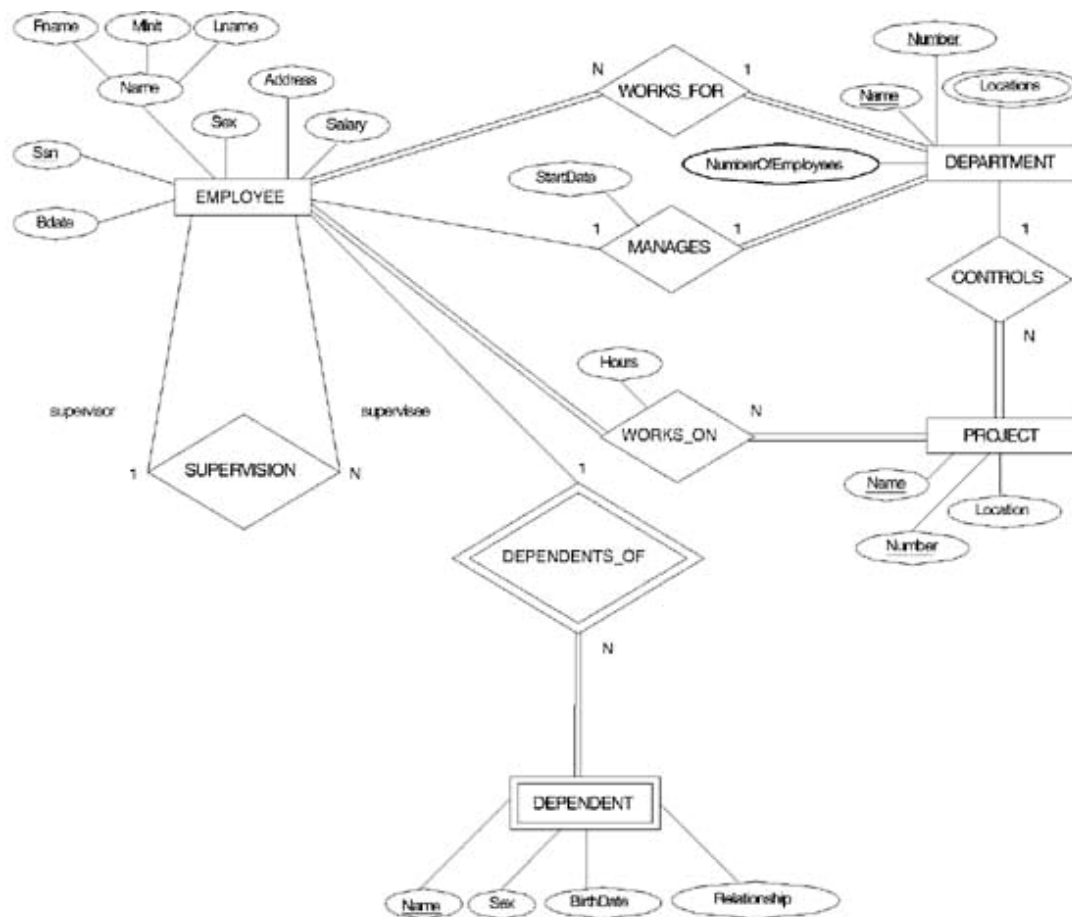 Fname
Minit
Lname
Number
Name
Address
N
WORKS_FOR
1
Locations
Name
Sex
Salary
Ssn
StartDate
NumberOfEmployees
DEPARTMENT
EMPLOYEE
Bdate
1
MANAGES
1
1
CONTROLS
N
Hours
supervisor
supervisee
N
WORKS_ON
PROJECT
1
SUPERVISION
N
1
Name
Location
Number
DEPENDENTS_OF
N
DEPENDENT
Name
Sex
BirthDate
Relationship